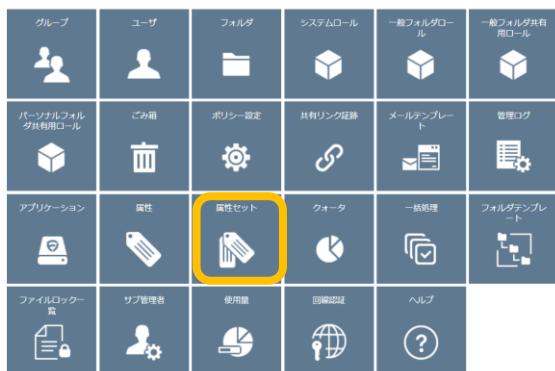 グループ
ユーザ
フォルダ
システムロール
一般フォルダロー
ル
一般フォルダ共有
用ロール
パーソナルフォル
ダ共有用ロール
ごみ箱
ポリシー設定
共有リンク証跡
メールテンプレー
ト
管理ログ
アプリケーション
属性
属性セット
クォータ
一括処理
フォルダテンプレ
ート
ファイルロック一
覧
サブ管理者
使用量
回線認証
ヘルプ